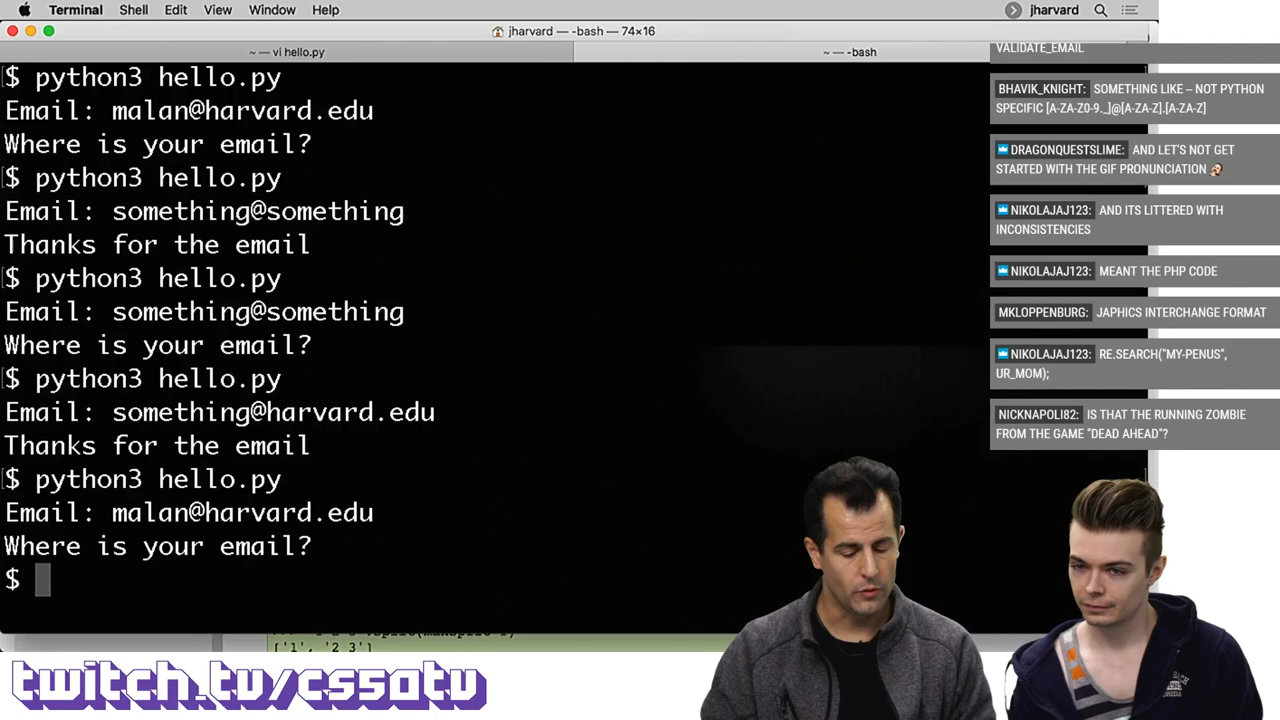 Terminal Shell Edit View Window Help jharvard
jharvard — -bash — 74×16
~ — vi hello.py ~ — -bash
$ python3 hello.py
Email: malan@harvard.edu
Where is your email?
$ python3 hello.py
Email: something@something
Thanks for the email
$ python3 hello.py
Email: something@something
Where is your email?
$ python3 hello.py
Email: something@harvard.edu
Thanks for the email
$ python3 hello.py
Email: malan@harvard.edu
Where is your email?
$
['1', '2 3']
VALIDATE_EMAIL
BHAVIK_KNIGHT: SOMETHING LIKE – NOT PYTHON
SPECIFIC [A-ZA-Z0-9._]@[A-ZA-Z].[A-ZA-Z]
DRAGONQUESTSLIME: AND LET'S NOT GET
STARTED WITH THE GIF PRONUNCIATION
NIKOLAJAJ123: AND ITS LITTERED WITH
INCONSISTENCIES
NIKOLAJAJ123: MEANT THE PHP CODE
MKLOPPENBURG: JAPHICS INTERCHANGE FORMAT
NIKOLAJAJ123: RE.SEARCH("MY-PENUS",
UR_MOM);
NICKNAPOLI82: IS THAT THE RUNNING ZOMBIE
FROM THE GAME "DEAD AHEAD"?
twitch.tv/cs50tv